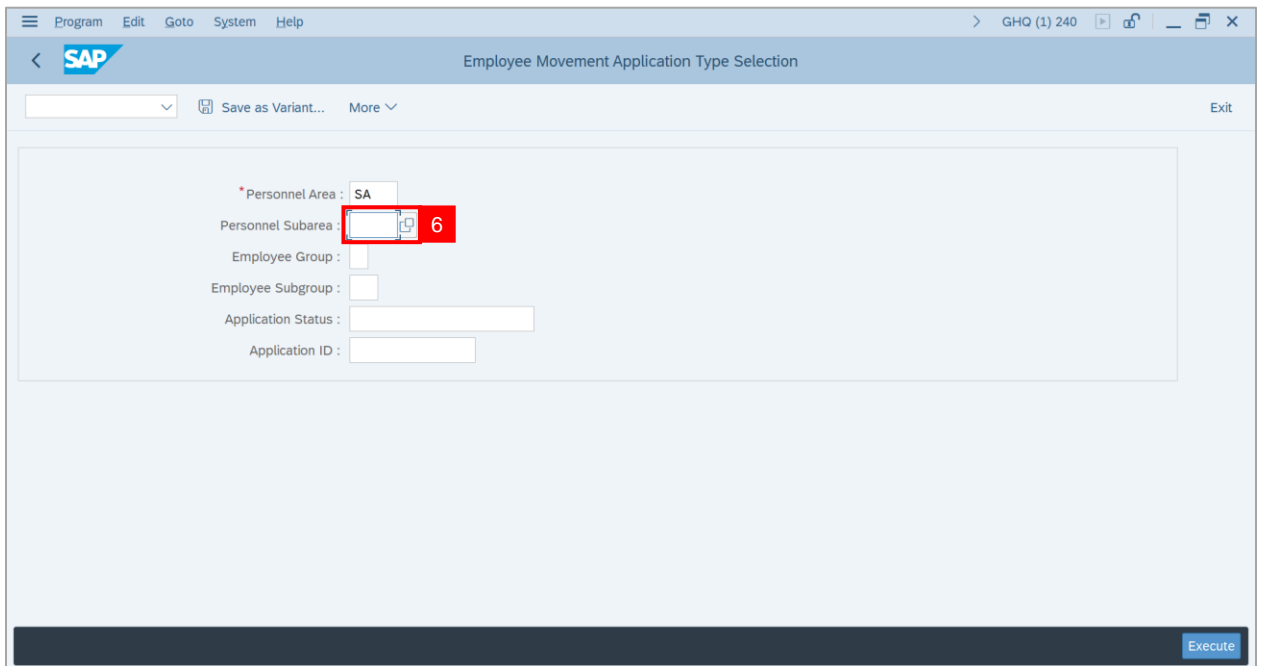 Program Edit Goto System Help GHQ (1) 240
SAP Employee Movement Application Type Selection
Save as Variant... More Exit
*Personnel Area : SA
Personnel Subarea : 6
Employee Group :
Employee Subgroup :
Application Status :
Application ID :
Execute